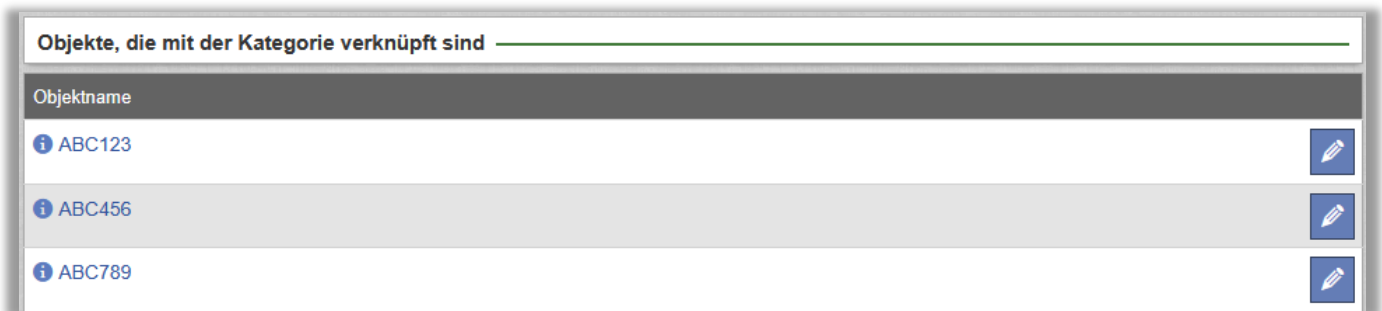 Objekte, die mit der Kategorie verknüpft sind
Objektname
ABC123
ABC456
ABC789